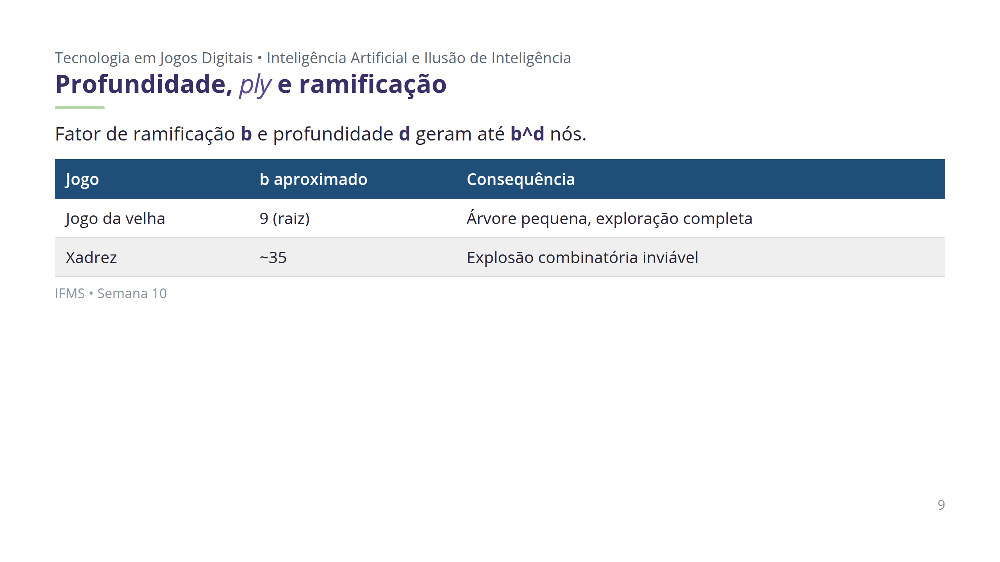 Tecnologia em Jogos Digitais • Inteligência Artificial e Ilusão de Inteligência
Profundidade, ply e ramificação
Fator de ramificação b e profundidade d geram até b^d nós.
Jogo b aproximado Consequência
Jogo da velha 9 (raiz) Árvore pequena, exploração completa
Xadrez ~35 Explosão combinatória inviável
IFMS • Semana 10
9